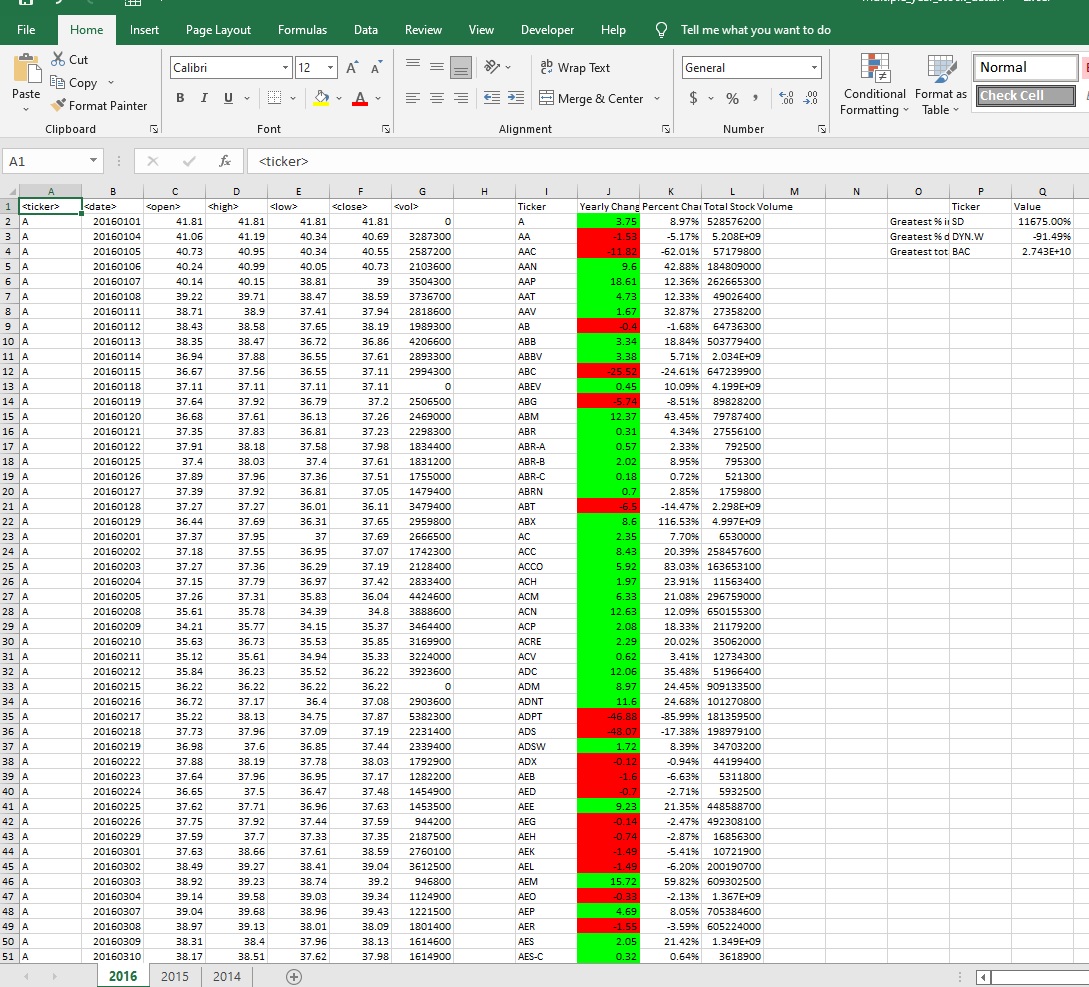 File Home Insert Page Layout Formulas Data Review View Developer Help Tell me what you want to do
Cut
Copy
Paste
Format Painter
Clipboard
Calibri 12
B I U
Font
Wrap Text
Merge & Center
Alignment
General
$ % ,
Number
Conditional Formatting
Format as Table
Normal
Check Cell
A1 fx <ticker>
A B C D E F G H I J K L M N O P Q
1 <ticker> <date> <open> <high> <low> <close> <vol> Ticker Yearly Chang Percent Chan Total Stock Volume Ticker Value
2 A 20160101 41.81 41.81 41.81 41.81 0 A 3.75 8.97% 528576200 Greatest % i SD 11675.00%
3 A 20160104 41.06 41.19 40.34 40.69 3287300 AA -1.53 -5.17% 5.208E+09 Greatest % d DYN.W -91.49%
4 A 20160105 40.73 40.95 40.34 40.55 2587200 AAC -11.82 -62.01% 57179800 Greatest tot BAC 2.743E+10
5 A 20160106 40.24 40.99 40.05 40.73 2103600 AAN 9.6 42.88% 184809000
6 A 20160107 40.14 40.15 38.81 39 3504300 AAP 18.61 12.36% 262665300
7 A 20160108 39.22 39.71 38.47 38.59 3736700 AAT 4.73 12.33% 49026400
8 A 20160111 38.71 38.9 37.41 37.94 2818600 AAV 1.67 32.87% 27358200
9 A 20160112 38.43 38.58 37.65 38.19 1989300 AB -0.4 -1.68% 64736300
10 A 20160113 38.35 38.47 36.72 36.86 4206600 ABB 3.34 18.84% 503779400
11 A 20160114 36.94 37.88 36.55 37.61 2893300 ABBV 3.38 5.71% 2.034E+09
12 A 20160115 36.67 37.56 36.55 37.11 2994300 ABC -25.52 -24.61% 647239900
13 A 20160118 37.11 37.11 37.11 37.11 0 ABEV 0.45 10.09% 4.199E+09
14 A 20160119 37.64 37.92 36.79 37.2 2506500 ABG -5.74 -8.51% 89828200
15 A 20160120 36.68 37.61 36.13 37.26 2469000 ABM 12.37 43.45% 79787400
16 A 20160121 37.35 37.83 36.81 37.23 2298300 ABR 0.31 4.34% 27556100
17 A 20160122 37.91 38.18 37.58 37.98 1834400 ABR-A 0.57 2.33% 792500
18 A 20160125 37.4 38.03 37.4 37.61 1831200 ABR-B 2.02 8.95% 795300
19 A 20160126 37.89 37.96 37.36 37.51 1755000 ABR-C 0.18 0.72% 521300
20 A 20160127 37.39 37.92 36.81 37.05 1479400 ABRN 0.7 2.85% 1759800
21 A 20160128 37.27 37.27 36.01 36.11 3479400 ABT -6.5 -14.47% 2.298E+09
22 A 20160129 36.44 37.69 36.31 37.65 2959800 ABX 8.6 116.53% 4.997E+09
23 A 20160201 37.37 37.95 37 37.69 2666500 AC 2.35 7.70% 6530000
24 A 20160202 37.18 37.55 36.95 37.07 1742300 ACC 8.43 20.39% 258457600
25 A 20160203 37.27 37.36 36.29 37.19 2128400 ACCO 5.92 83.03% 163653100
26 A 20160204 37.15 37.79 36.97 37.42 2833400 ACH 1.97 23.91% 11563400
27 A 20160205 37.26 37.31 35.83 36.04 4424600 ACM 6.33 21.08% 296759000
28 A 20160208 35.61 35.78 34.39 34.8 3888600 ACN 12.63 12.09% 650155300
29 A 20160209 34.21 35.77 34.15 35.37 3464400 ACP 2.08 18.33% 21179200
30 A 20160210 35.63 36.73 35.53 35.85 3169900 ACRE 2.29 20.02% 35062000
31 A 20160211 35.12 35.61 34.94 35.33 3224000 ACV 0.62 3.41% 12734300
32 A 20160212 35.84 36.23 35.52 36.22 3923600 ADC 12.06 35.48% 51966400
33 A 20160215 36.22 36.22 36.22 36.22 0 ADM 8.97 24.45% 909133500
34 A 20160216 36.72 37.17 36.4 37.08 2903600 ADNT 11.6 24.68% 101270800
35 A 20160217 35.22 38.13 34.75 37.87 5382300 ADPT -46.88 -85.99% 181359500
36 A 20160218 37.73 37.96 37.09 37.19 2231400 ADS -48.07 -17.38% 198979100
37 A 20160219 36.98 37.6 36.85 37.44 2339400 ADSW 1.72 8.39% 34703200
38 A 20160222 37.88 38.19 37.78 38.03 1792900 ADX -0.12 -0.94% 44199400
39 A 20160223 37.64 37.96 36.95 37.17 1282200 AEB -1.6 -6.63% 5311800
40 A 20160224 36.65 37.5 36.47 37.48 1454900 AED -0.7 -2.71% 5932500
41 A 20160225 37.62 37.71 36.96 37.63 1453500 AEE 9.23 21.35% 448588700
42 A 20160226 37.75 37.92 37.44 37.59 944200 AEG -0.14 -2.47% 492308100
43 A 20160229 37.59 37.7 37.33 37.35 2187500 AEH -0.74 -2.87% 16856300
44 A 20160301 37.63 38.66 37.61 38.59 2760100 AEK -1.49 -5.41% 10721900
45 A 20160302 38.49 39.27 38.41 39.04 3612500 AEL -1.49 -6.20% 200190700
46 A 20160303 38.92 39.23 38.74 39.2 946800 AEM 15.72 59.82% 609302500
47 A 20160304 39.14 39.58 39.03 39.34 1124900 AEO -0.33 -2.13% 1.367E+09
48 A 20160307 39.04 39.68 38.96 39.43 1221500 AEP 4.69 8.05% 705384600
49 A 20160308 38.97 39.13 38.01 38.09 1801400 AER -1.55 -3.59% 605224000
50 A 20160309 38.31 38.4 37.96 38.13 1614600 AES 2.05 21.42% 1.349E+09
51 A 20160310 38.17 38.51 37.62 37.98 1614900 AES-C 0.32 0.64% 3618900
2016 2015 2014